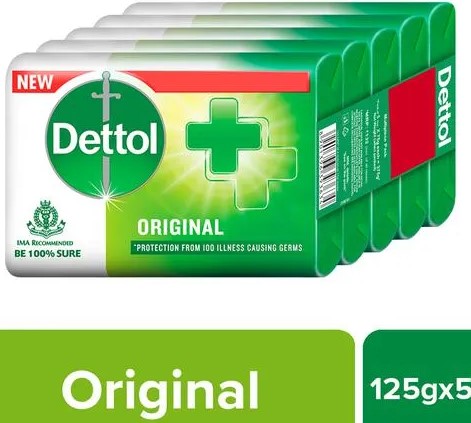 NEW
Dettol
ORIGINAL
*PROTECTION FROM 100 ILLNESS CAUSING GERMS
IMA RECOMMENDED
BE 100% SURE
Dettol
Original
125gx5